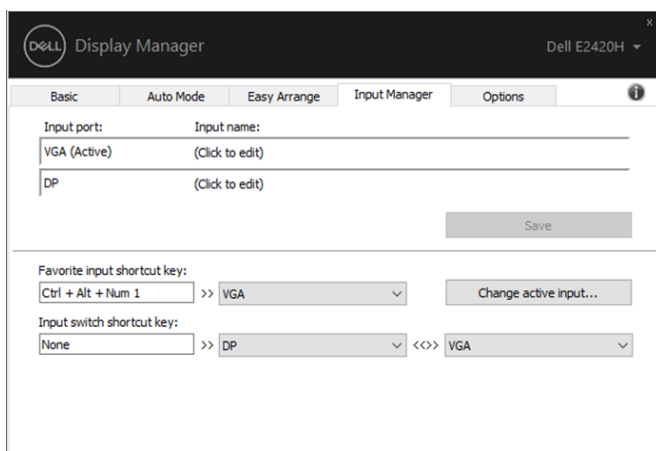 x
DELL Display Manager Dell E2420H
Basic Auto Mode Easy Arrange Input Manager Options i
Input port: Input name:
VGA (Active) (Click to edit)
DP (Click to edit)
Save
Favorite input shortcut key:
Ctrl + Alt + Num 1 >> VGA Change active input...
Input switch shortcut key:
None >> DP <<>> VGA